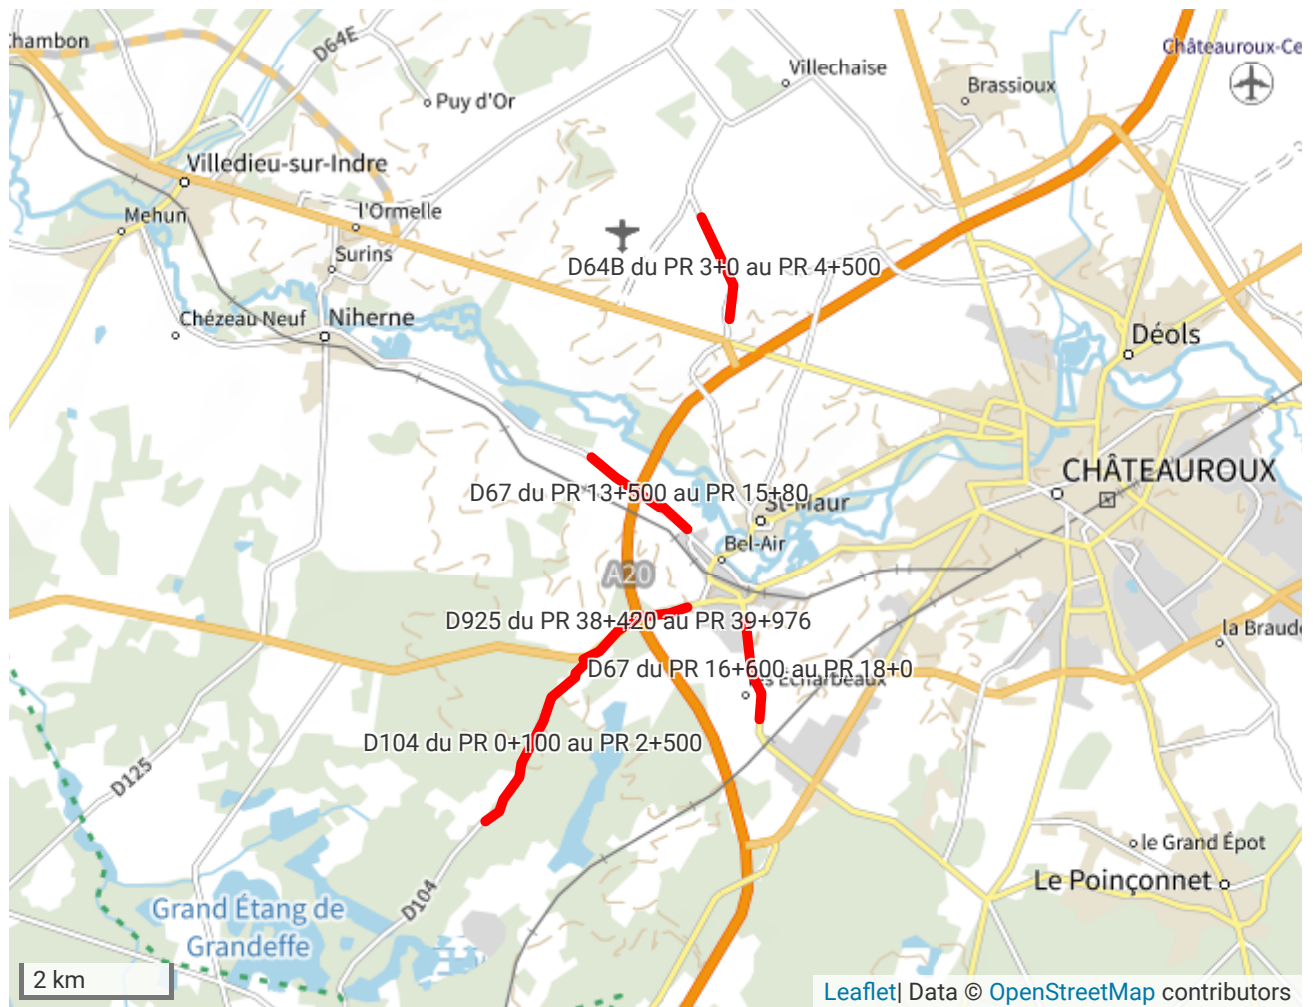 Chambon
D64E
Châteauroux-Ce
Villechaise
Brassioux
Puy d'Or
Villedieu-sur-Indre
Mehun
l'Ormelle
Surins
D64B du PR 3+0 au PR 4+500
Chézeau Neuf
Niherne
Déols
CHÂTEAUROUX
D67 du PR 13+500 au PR 15+80
St-Maur
Bel-Air
A20
D925 du PR 38+420 au PR 39+976
la Braude
D67 du PR 16+600 au PR 18+0
Écharbeaux
D104 du PR 0+100 au PR 2+500
D125
le Grand Épot
Le Poinçonnet
D104
Grand Étang de
Grandeffe
2 km
Leaflet| Data © OpenStreetMap contributors